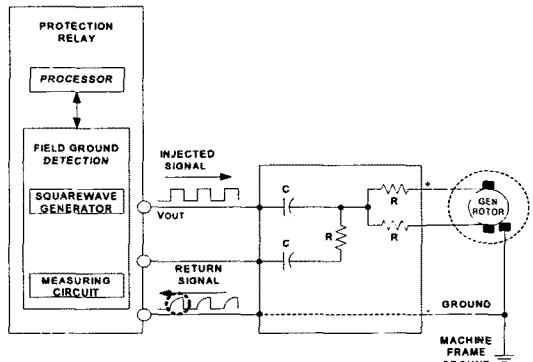 PROTECTION
RELAY
PROCESSOR
FIELD GROUND
DETECTION
SQUAREWAVE
GENERATOR
MEASURING
CIRCUIT
INJECTED
SIGNAL
VOUT
RETURN
SIGNAL
C
C
R
R
R
+
-
GEN
ROTOR
GROUND
MACHINE
FRAME
GROUND